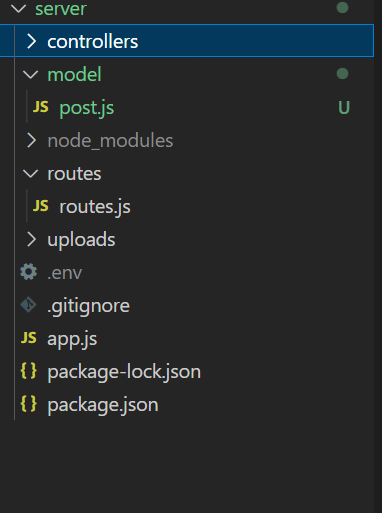 server
controllers
model
JS post.js U
node_modules
routes
JS routes.js
uploads
.env
.gitignore
JS app.js
{} package-lock.json
{} package.json